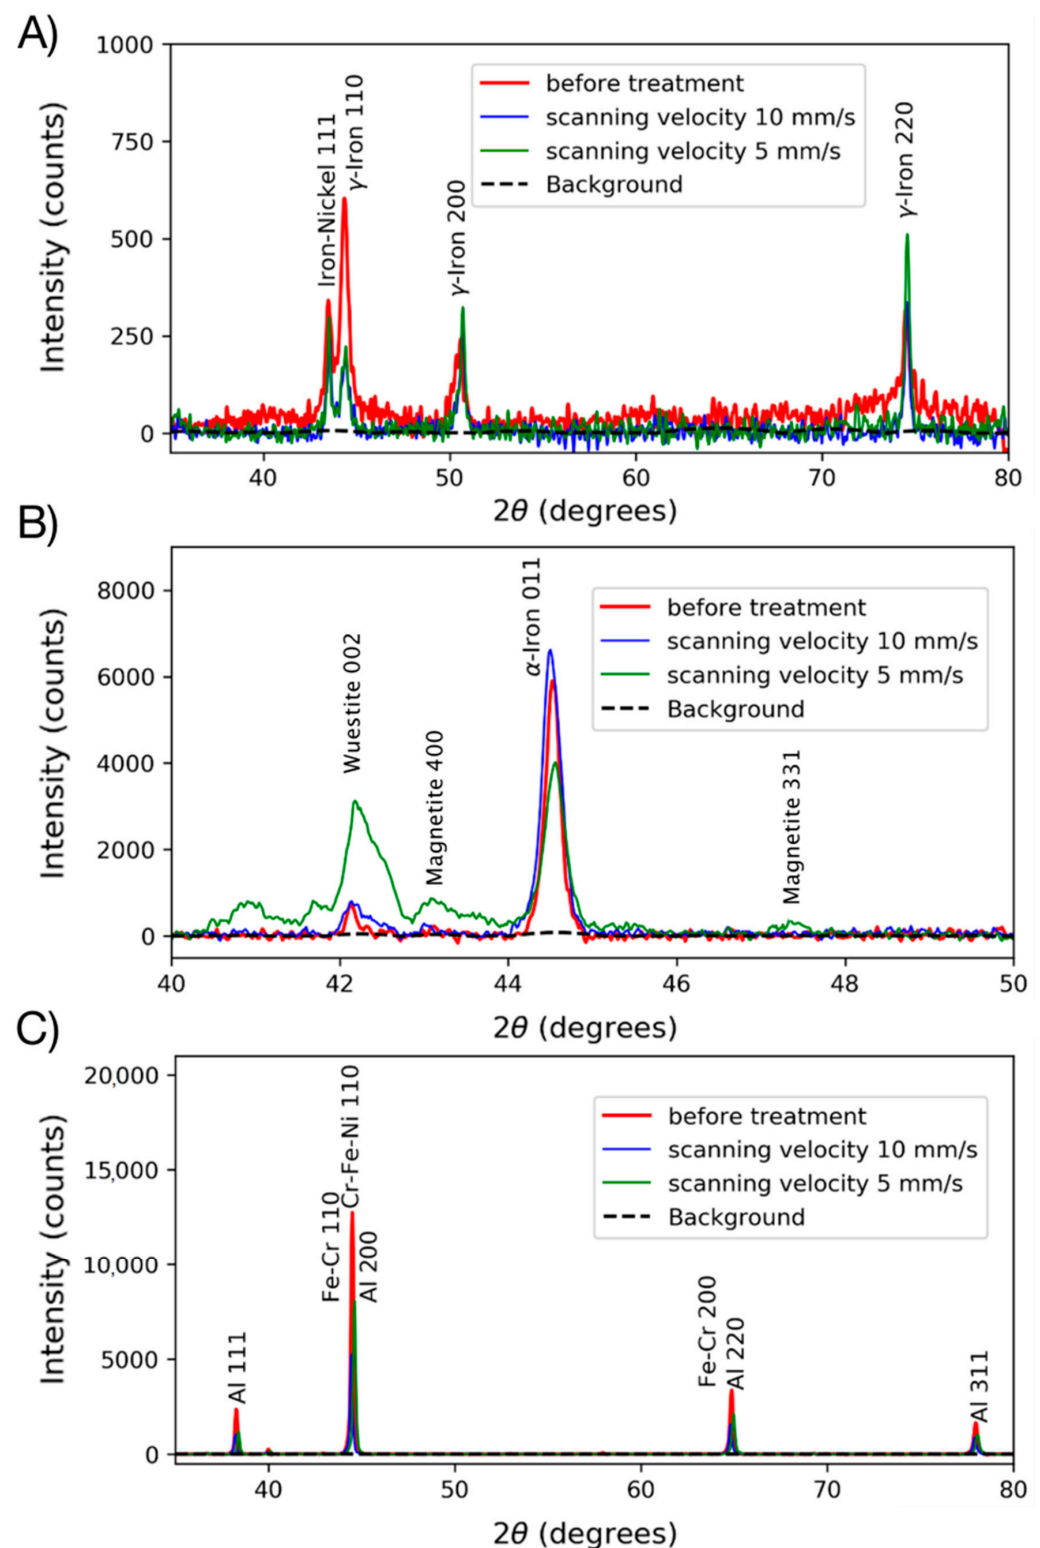 A)
1000
750
500
250
0
Intensity (counts)
Iron-Nickel 111
γ-Iron 110
γ-Iron 200
γ-Iron 220
before treatment
scanning velocity 10 mm/s
scanning velocity 5 mm/s
Background
40 50 60 70 80
2θ (degrees)
B)
8000
6000
4000
2000
0
Intensity (counts)
Wuestite 002
Magnetite 400
α-Iron 011
Magnetite 331
before treatment
scanning velocity 10 mm/s
scanning velocity 5 mm/s
Background
40 42 44 46 48 50
2θ (degrees)
C)
20,000
15,000
10,000
5000
0
Intensity (counts)
Al 111
Fe-Cr 110
Cr-Fe-Ni 110
Al 200
Fe-Cr 200
Al 220
Al 311
before treatment
scanning velocity 10 mm/s
scanning velocity 5 mm/s
Background
40 50 60 70 80
2θ (degrees)